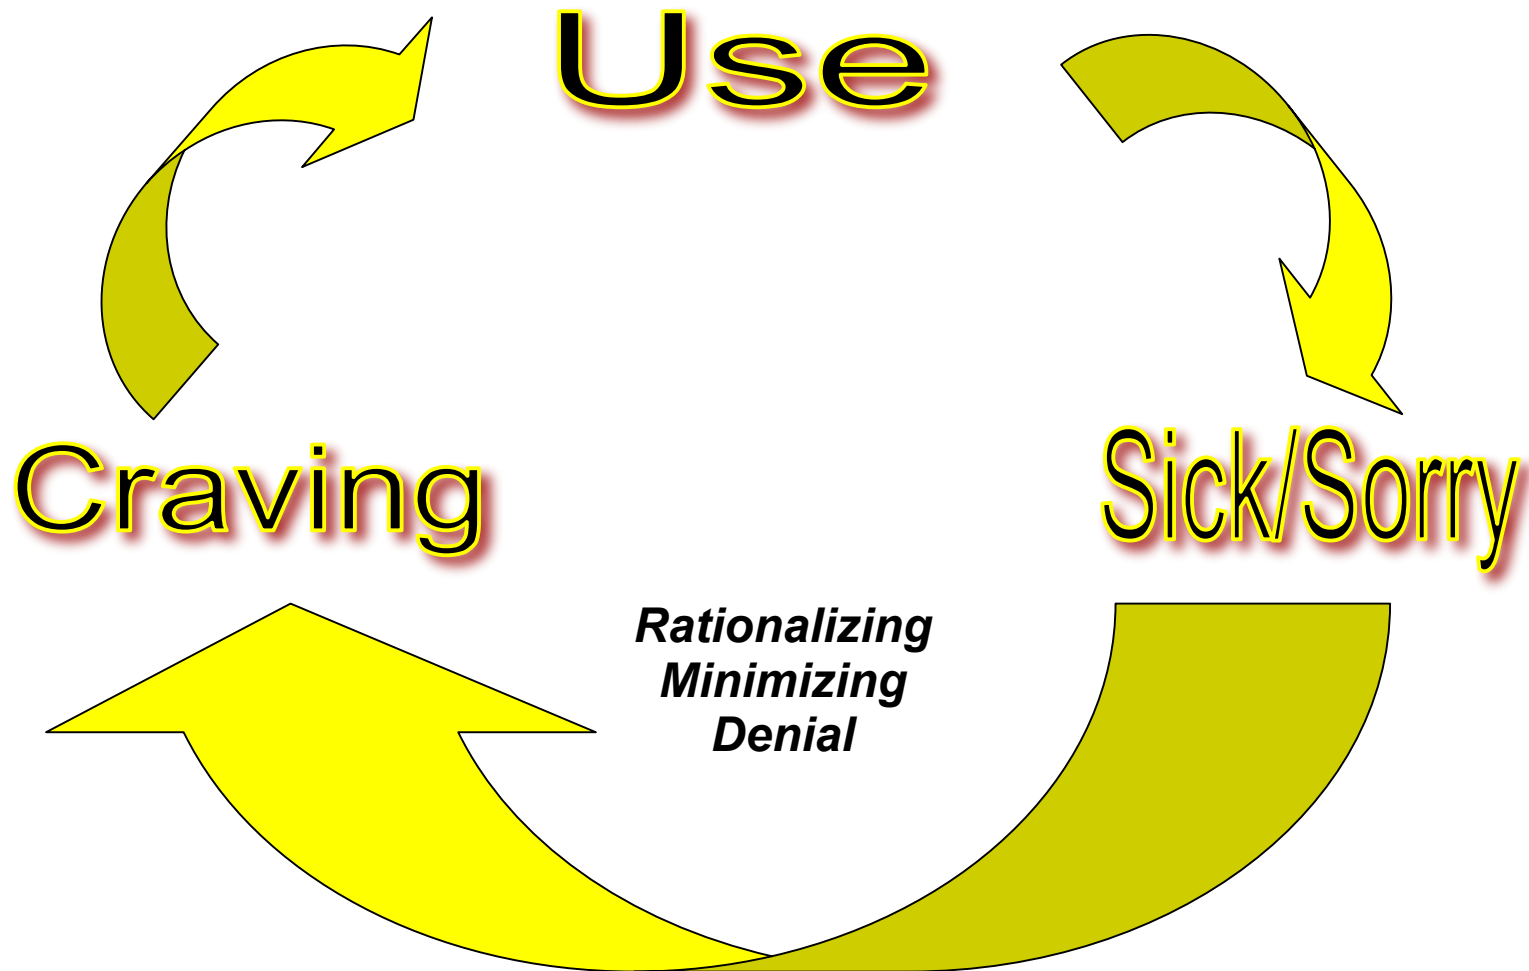 Use
Craving
Sick/Sorry
Rationalizing
Minimizing
Denial